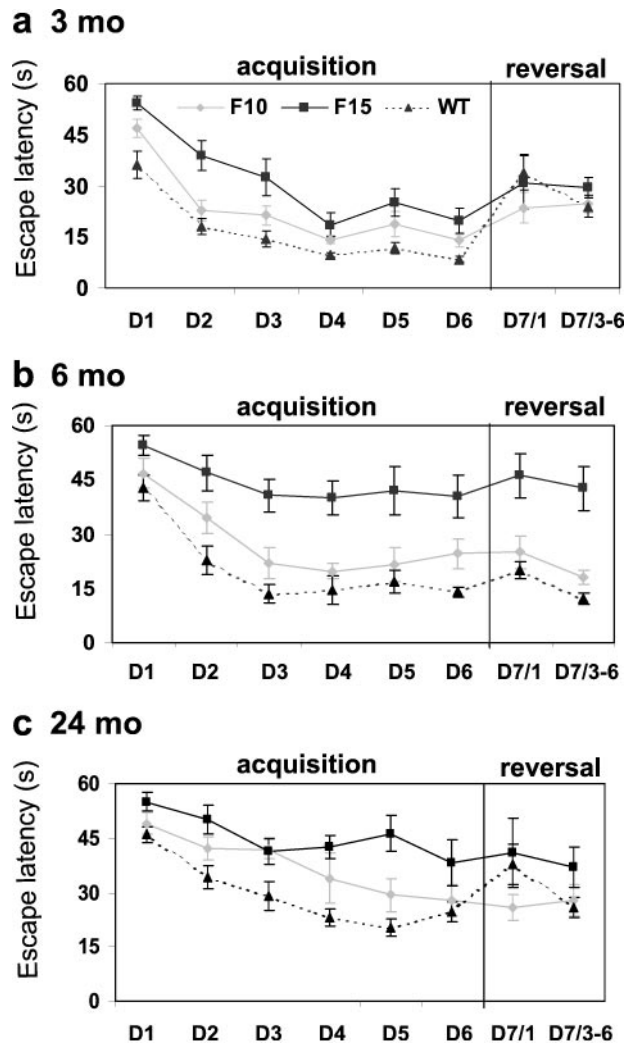 a 3 mo
acquisition reversal
Escape latency (s)
60
45
30
15
0
F10 F15 WT
D1 D2 D3 D4 D5 D6 D7/1 D7/3-6
b 6 mo
acquisition reversal
Escape latency (s)
60
45
30
15
0
D1 D2 D3 D4 D5 D6 D7/1 D7/3-6
c 24 mo
acquisition reversal
Escape latency (s)
60
45
30
15
0
D1 D2 D3 D4 D5 D6 D7/1 D7/3-6